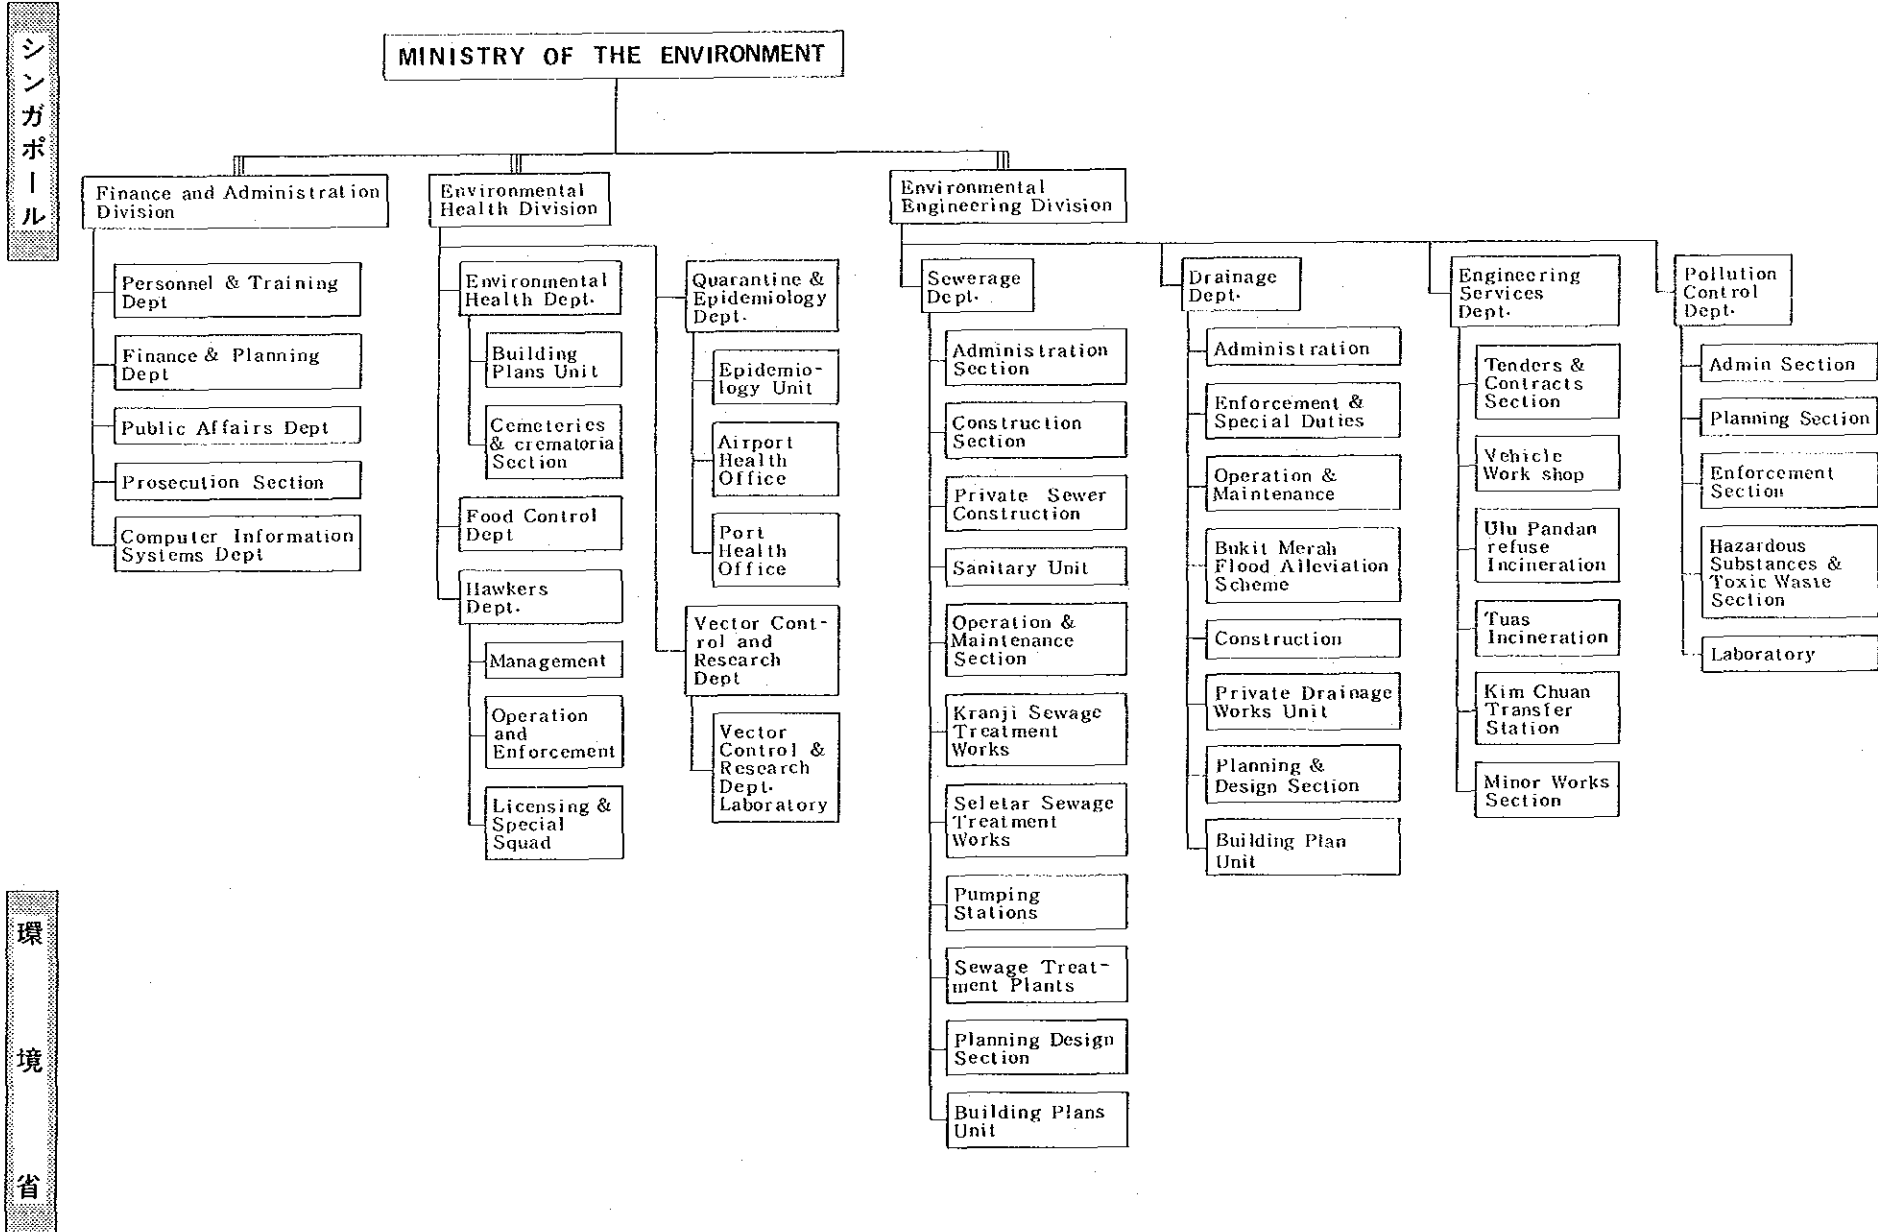 シンガポール
MINISTRY OF THE ENVIRONMENT
Finance and Administration
Division
Personnel & Training
Dept
Finance & Planning
Dept
Public Affairs Dept
Prosecution Section
Computer Information
Systems Dept
Environmental
Health Division
Environmental
Health Dept.
Building
Plans Unit
Cemeteries
& crematoria
Section
Food Control
Dept
Hawkers
Dept.
Management
Operation
and
Enforcement
Licensing &
Special
Squad
Quarantine &
Epidemiology
Dept.
Epidemio-
logy Unit
Airport
Health
Office
Port
Health
Office
Vector Cont-
rol and
Research
Dept
Vector
Control &
Research
Dept.
Laboratory
Environmental
Engineering Division
Sewerage
Dept.
Administration
Section
Construction
Section
Private Sewer
Construction
Sanitary Unit
Operation &
Maintenance
Section
Kranji Sewage
Treatment
Works
Seletar Sewage
Treatment
Works
Pumping
Stations
Sewage Treat-
ment Plants
Planning Design
Section
Building Plans
Unit
Drainage
Dept.
Administration
Enforcement &
Special Duties
Operation &
Maintenance
Bukit Merah
Flood Alleviation
Scheme
Construction
Private Drainage
Works Unit
Planning &
Design Section
Building Plan
Unit
Engineering
Services
Dept.
Tenders &
Contracts
Section
Vehicle
Work shop
Ulu Pandan
refuse
Incineration
Tuas
Incineration
Kim Chuan
Transfer
Station
Minor Works
Section
Pollution
Control
Dept.
Admin Section
Planning Section
Enforcement
Section
Hazardous
Substances &
Toxic Waste
Section
Laboratory
環境省